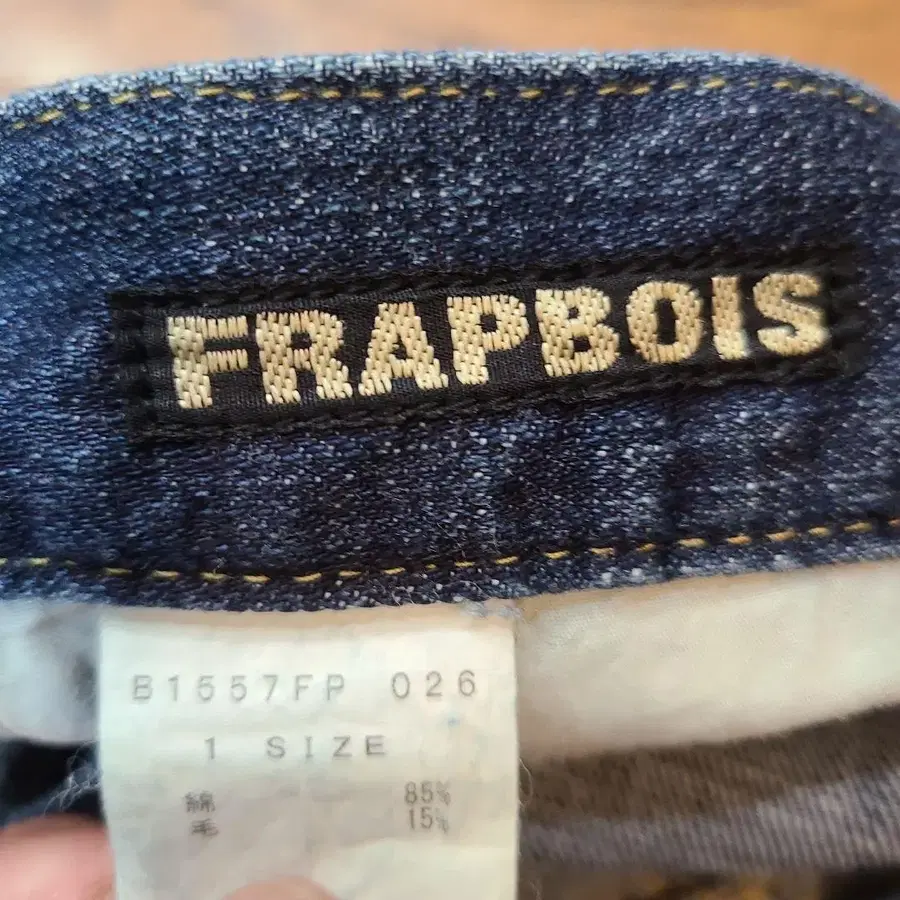 FRAPBOIS
B1557FP 026
1 SIZE
綿 85%
毛 15%